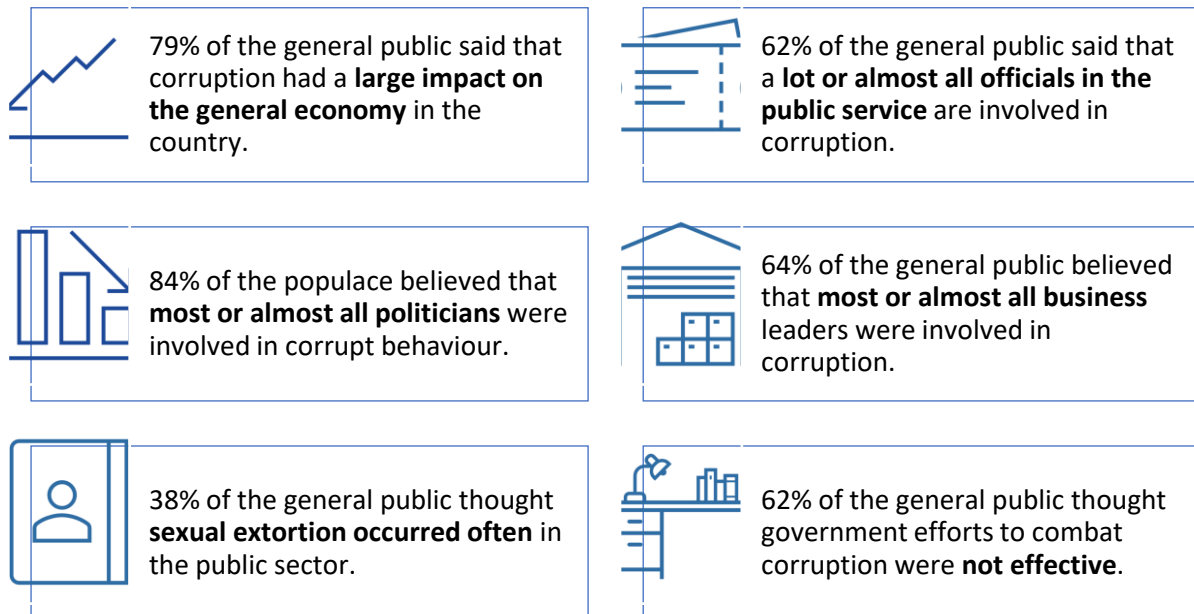 79% of the general public said that
corruption had a large impact on
the general economy in the
country.
62% of the general public said that
a lot or almost all officials in the
public service are involved in
corruption.
84% of the populace believed that
most or almost all politicians were
involved in corrupt behaviour.
64% of the general public believed
that most or almost all business
leaders were involved in
corruption.
38% of the general public thought
sexual extortion occurred often in
the public sector.
62% of the general public thought
government efforts to combat
corruption were not effective.